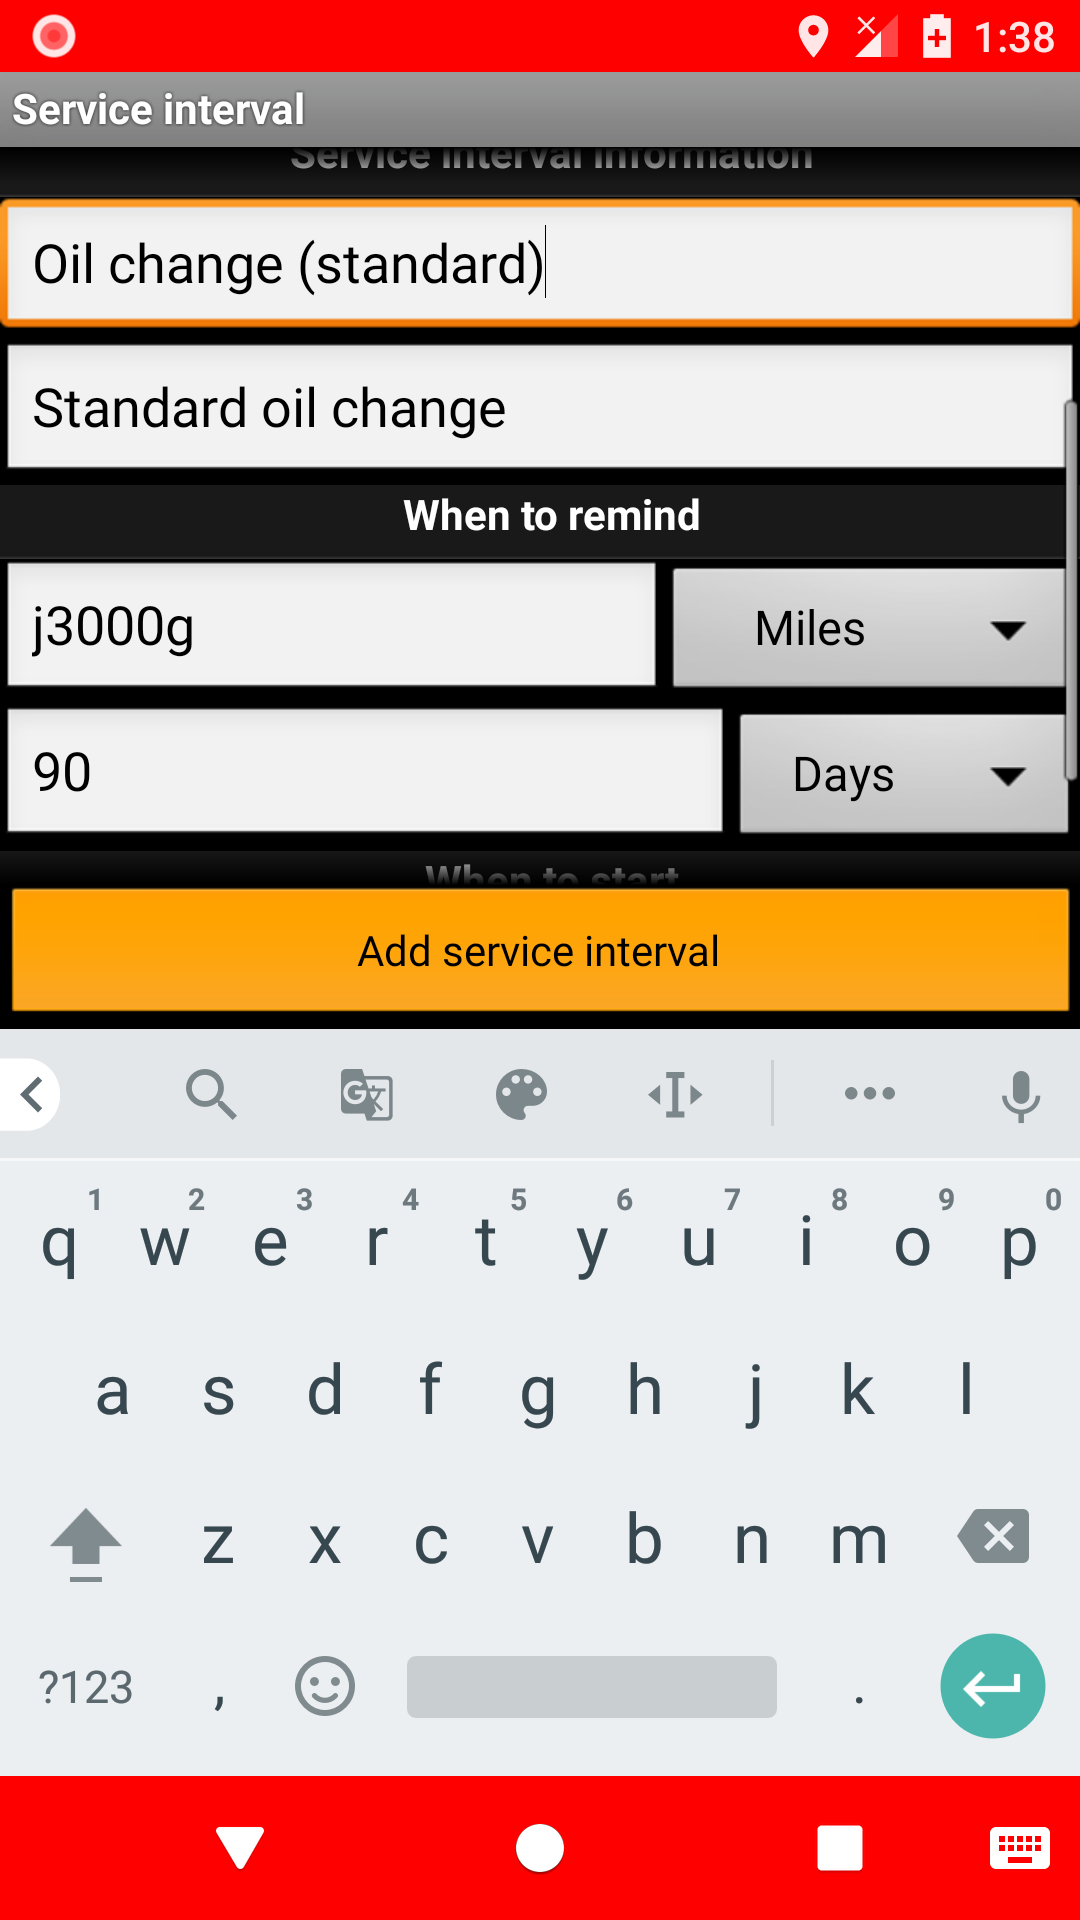 1:38
Service interval
Service interval information
Oil change (standard)
Standard oil change
When to remind
j3000g Miles
90 Days
When to start
Add service interval
1 2 3 4 5 6 7 8 9 0
q w e r t y u i o p
a s d f g h j k l
z x c v b n m
?123 , .